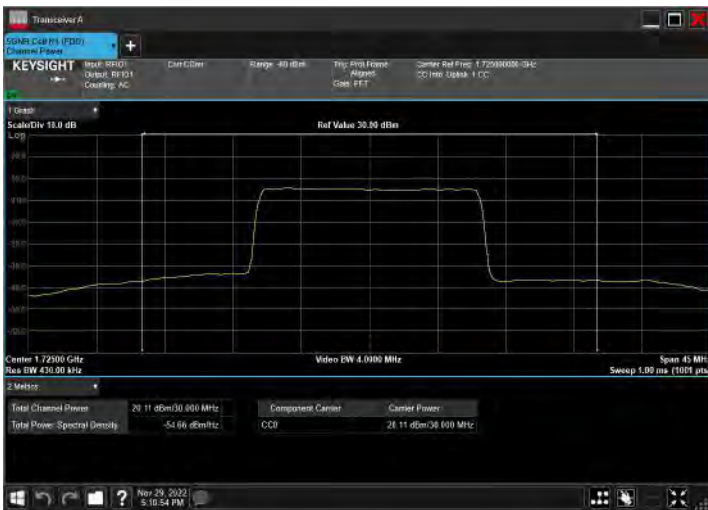 Transceiver A
5GNR Cell R1 (FDD)
Channel Power
KEYSIGHT
Input: RFIO1
Output: RFIO1
Coupling: AC
Corr CCorr
Range: -40 dBm
Trig: Prot Frame
Aligned
Gate: FFT
Carrier Ref Freq: 1.725000000 GHz
CC Info: Uplink, 1 CC
1 Graph
Scale/Div 10.0 dB
Ref Value 30.00 dBm
Log
Center 1.72500 GHz
Res BW 430.00 kHz
Video BW 4.0000 MHz
Span 45 MHz
Sweep 1.00 ms (1001 pts
2 Metrics
Total Channel Power
20.11 dBm/30.000 MHz
Total Power Spectral Density
-54.66 dBm/Hz
Component Carrier
Carrier Power
CC0
20.11 dBm/30.000 MHz
Nov 29, 2022
5:10:54 PM